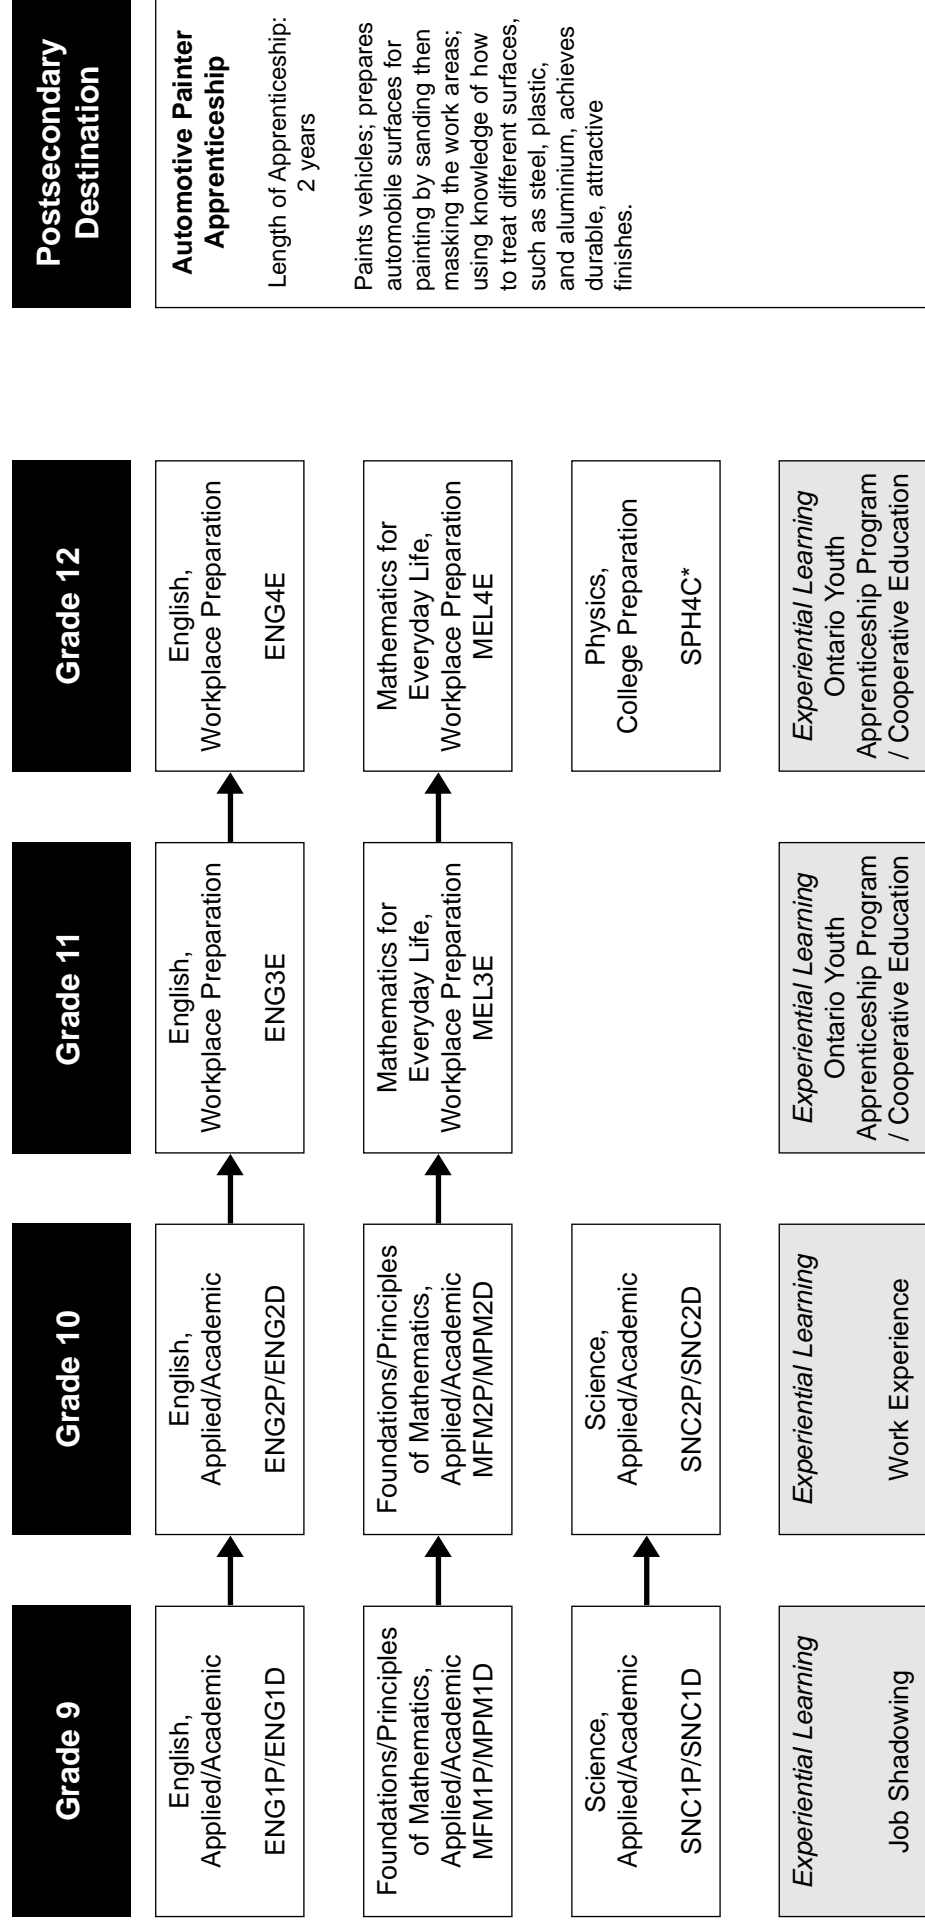 Grade 9
Grade 10
Grade 11
Grade 12
Postsecondary
Destination
English,
Applied/Academic
ENG1P/ENG1D
English,
Applied/Academic
ENG2P/ENG2D
English,
Workplace Preparation
ENG3E
English,
Workplace Preparation
ENG4E
Automotive Painter
Apprenticeship
Length of Apprenticeship:
2 years
Paints vehicles; prepares
automobile surfaces for
painting by sanding then
masking the work areas;
using knowledge of how
to treat different surfaces,
such as steel, plastic,
and aluminium, achieves
durable, attractive
finishes.
Foundations/Principles
of Mathematics,
Applied/Academic
MFM1P/MPM1D
Foundations/Principles
of Mathematics,
Applied/Academic
MFM2P/MPM2D
Mathematics for
Everyday Life,
Workplace Preparation
MEL3E
Mathematics for
Everyday Life,
Workplace Preparation
MEL4E
Science,
Applied/Academic
SNC1P/SNC1D
Science,
Applied/Academic
SNC2P/SNC2D
Physics,
College Preparation
SPH4C*
Experiential Learning
Job Shadowing
Experiential Learning
Work Experience
Experiential Learning
Ontario Youth
Apprenticeship Program
/ Cooperative Education
Experiential Learning
Ontario Youth
Apprenticeship Program
/ Cooperative Education